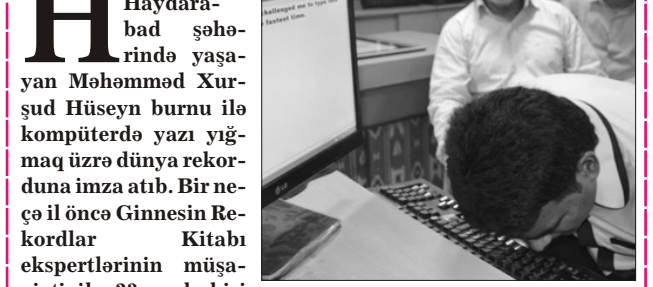 H Haydara-
bad şəhə-
rində yaşa-
yan Məhəmməd Xur-
şud Hüseyn burnu ilə
kompüterdə yazı yığ-
maq üzrə dünya rekor-
duna imza atıb. Bir ne-
çə il öncə Ginnesin Re-
kordlar Kitabı
ekspertlərinin müşa-
challenged me to type this
fastest time.
LG